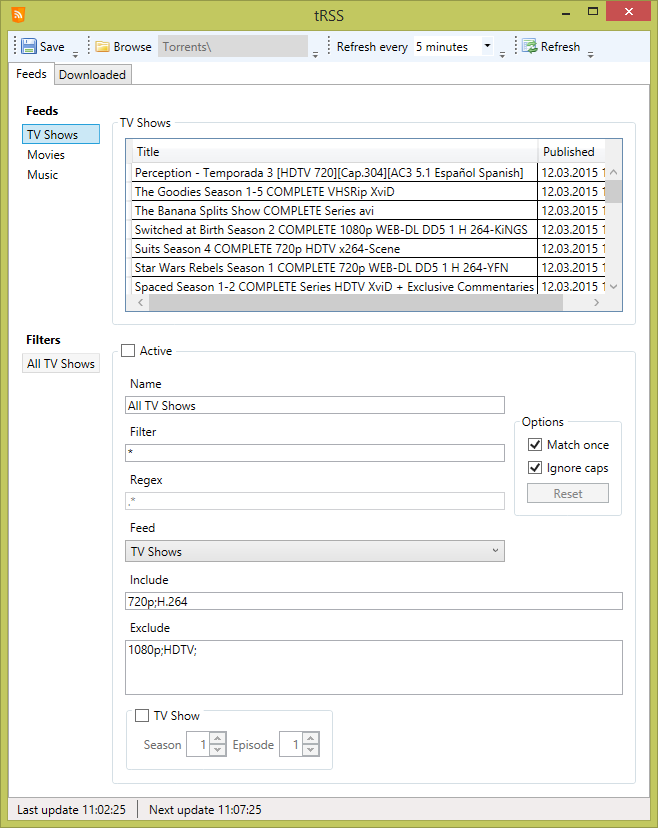 tRSS
Save Browse Torrents\ Refresh every 5 minutes Refresh
Feeds Downloaded
Feeds
TV Shows
Movies
Music
TV Shows
Title Published
Perception - Temporada 3 [HDTV 720][Cap.304][AC3 5.1 Español Spanish] 12.03.2015 1
The Goodies Season 1-5 COMPLETE VHSRip XviD 12.03.2015 1
The Banana Splits Show COMPLETE Series avi 12.03.2015 1
Switched at Birth Season 2 COMPLETE 1080p WEB-DL DD5 1 H 264-KiNGS 12.03.2015 1
Suits Season 4 COMPLETE 720p HDTV x264-Scene 12.03.2015 1
Star Wars Rebels Season 1 COMPLETE 720p WEB-DL DD5 1 H 264-YFN 12.03.2015 1
Spaced Season 1-2 COMPLETE Series HDTV XviD + Exclusive Commentaries 12.03.2015 1
Filters
All TV Shows
Active
Name
All TV Shows
Filter
*
Regex
.*
Feed
TV Shows
Options
Match once
Ignore caps
Reset
Include
720p;H.264
Exclude
1080p;HDTV;
TV Show
Season 1 Episode 1
Last update 11:02:25 Next update 11:07:25